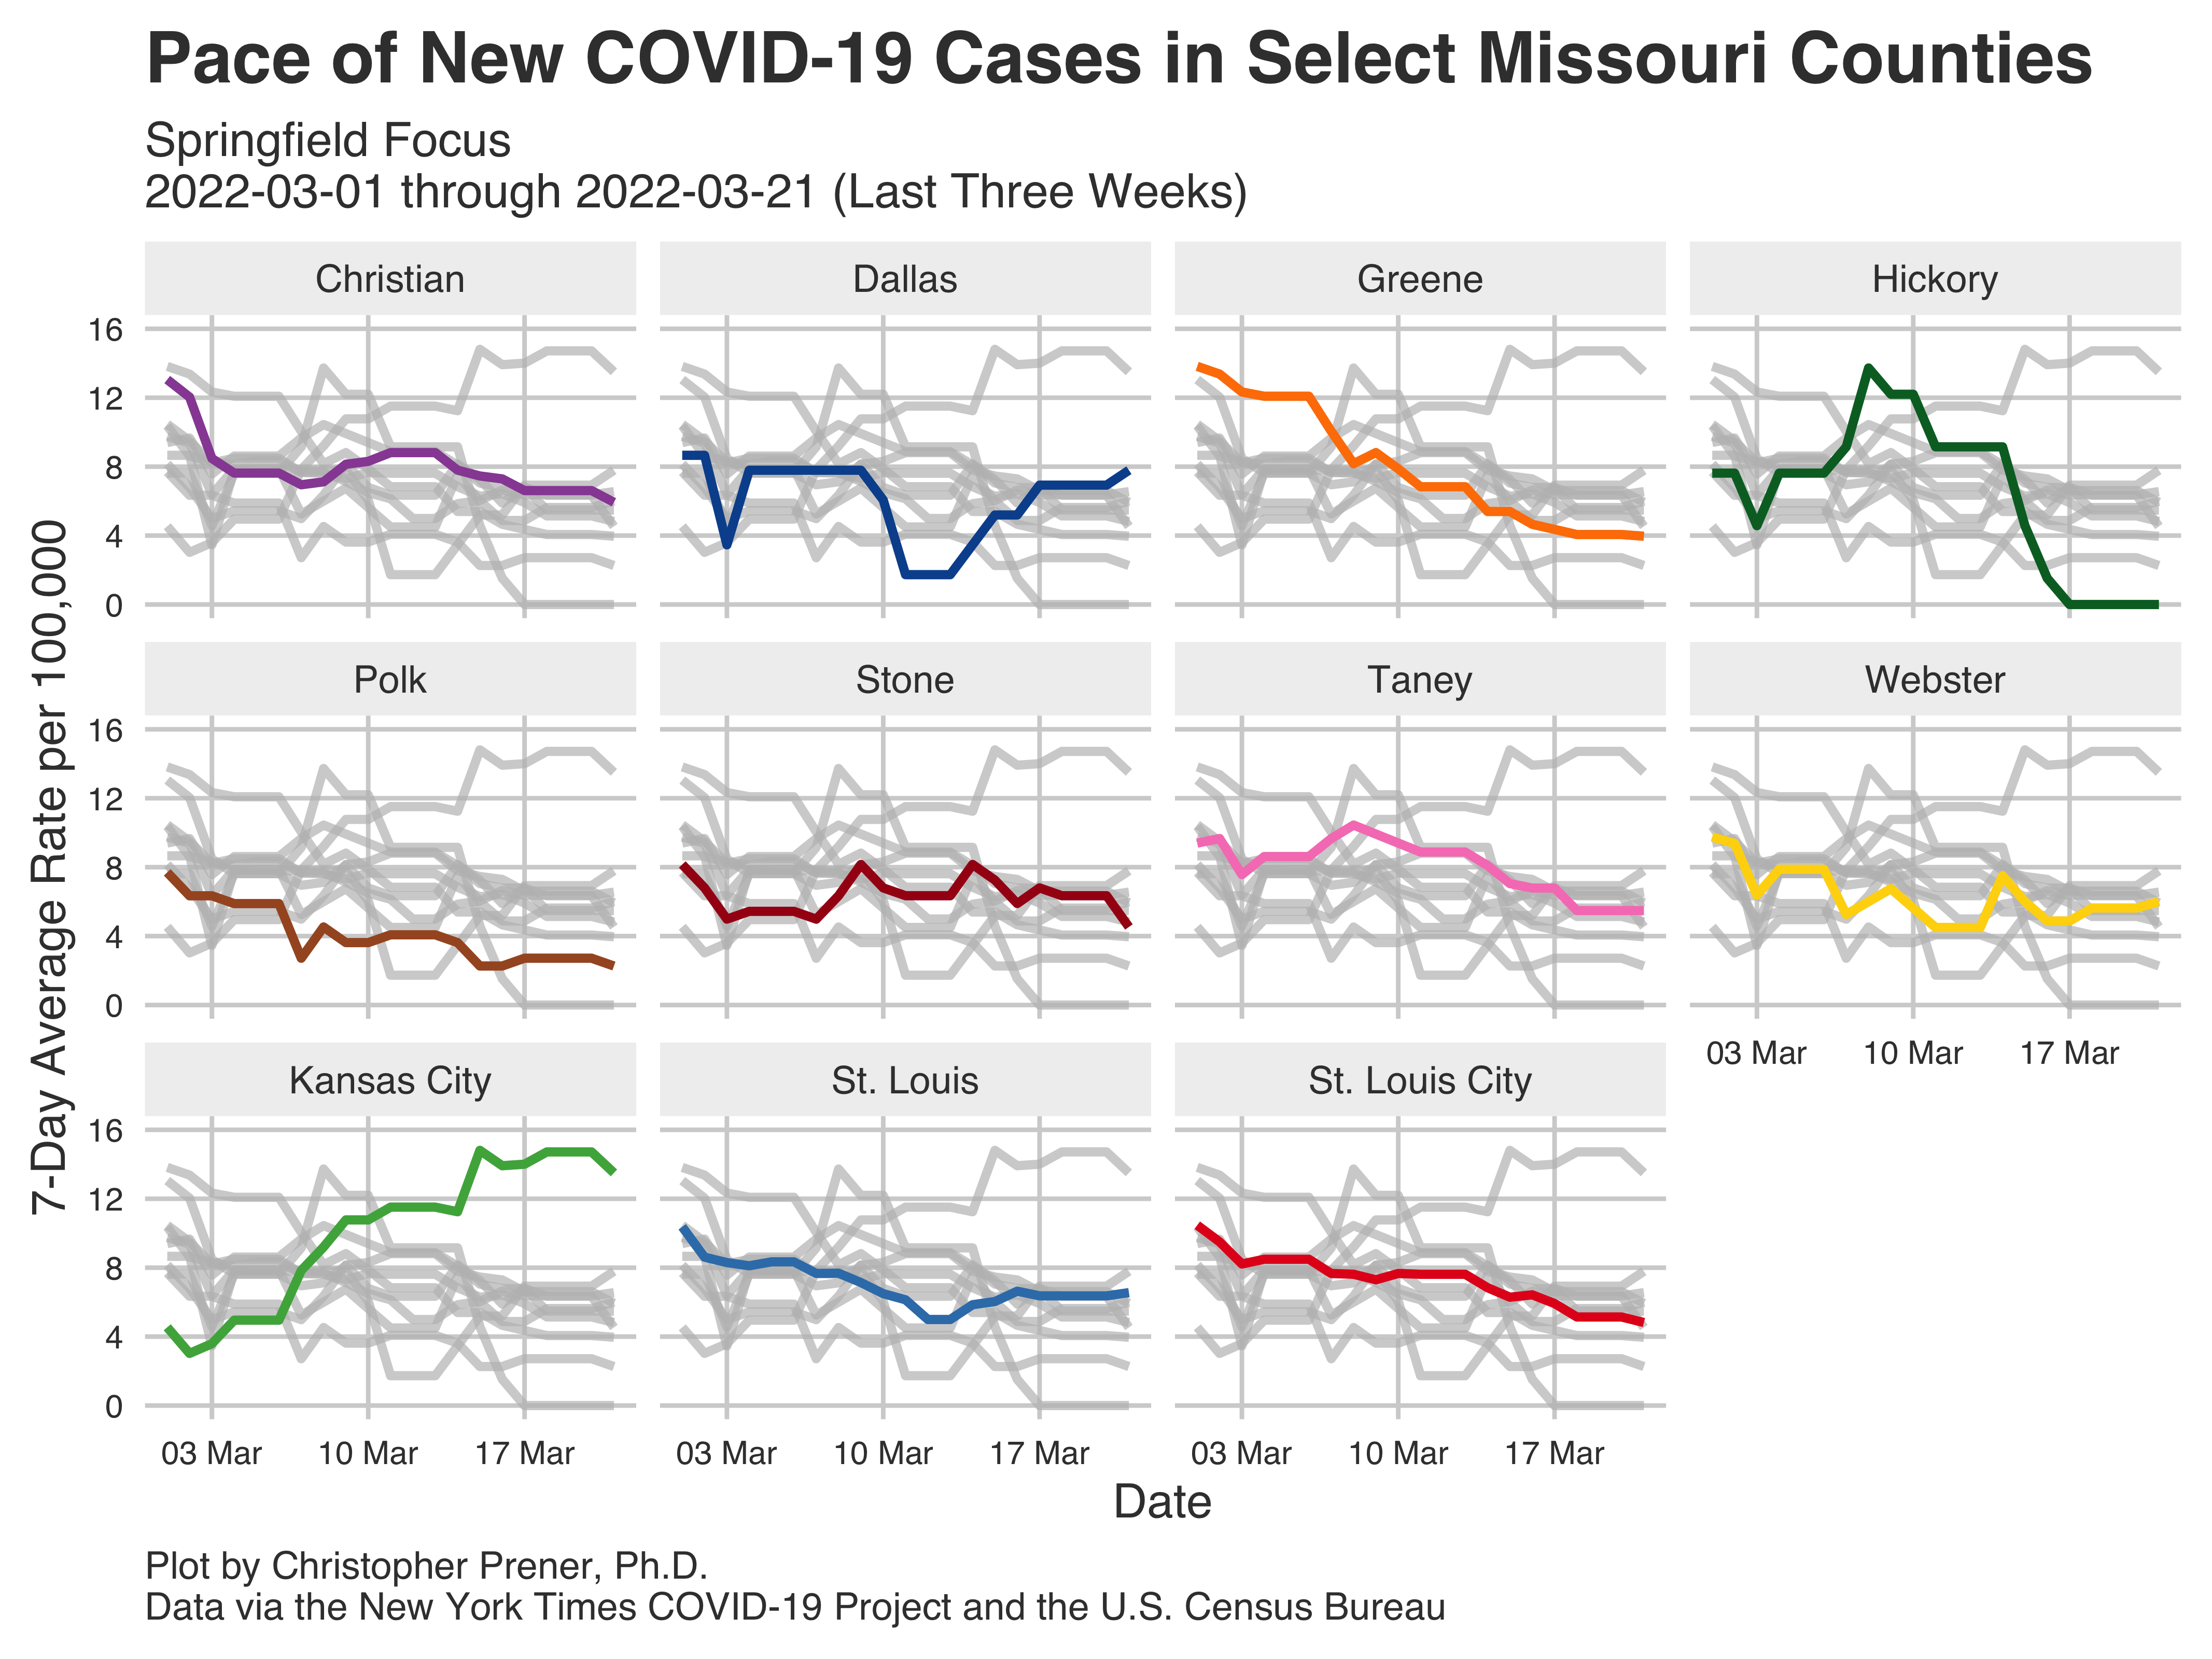 Pace of New COVID-19 Cases in Select Missouri Counties
Springfield Focus
2022-03-01 through 2022-03-21 (Last Three Weeks)
7-Day Average Rate per 100,000
Christian
Dallas
Greene
Hickory
16
12
8
4
0
Polk
Stone
Taney
Webster
16
12
8
4
0
03 Mar
10 Mar
17 Mar
Kansas City
St. Louis
St. Louis City
16
12
8
4
0
03 Mar
10 Mar
17 Mar
03 Mar
10 Mar
17 Mar
03 Mar
10 Mar
17 Mar
Date
Plot by Christopher Prener, Ph.D.
Data via the New York Times COVID-19 Project and the U.S. Census Bureau